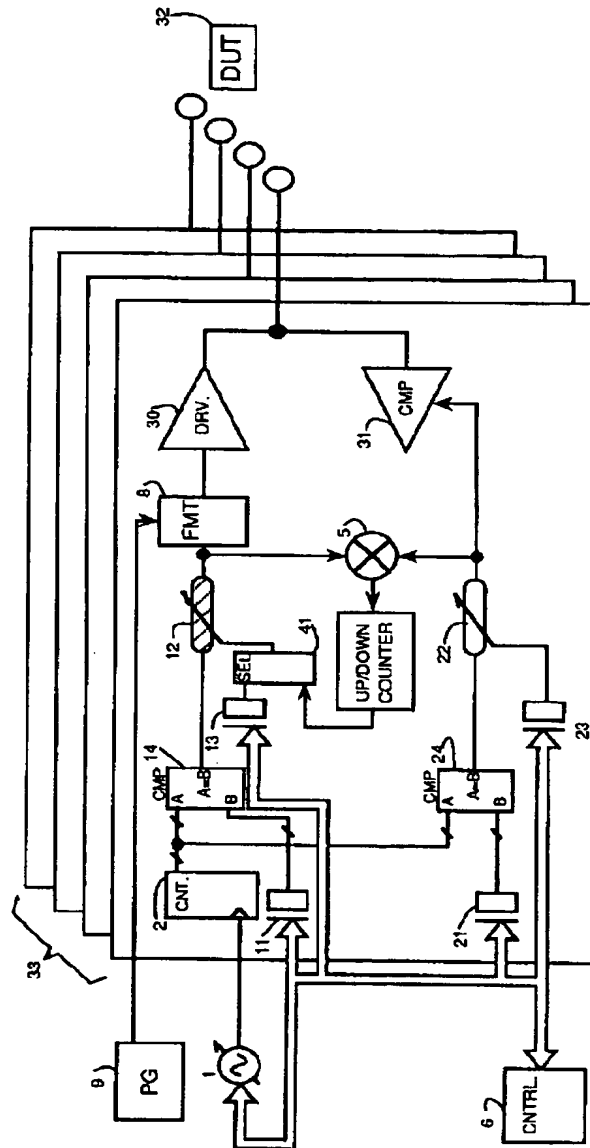 33
9
PG
1
2
CNT.
CMP
14
A
A=B
B
11
13
12
SEL
41
8
FMT
30
DRV.
5
UP/DOWN
COUNTER
31
CMP
32
DUT
CMP
24
A
A=B
B
21
22
23
6
CNTRL